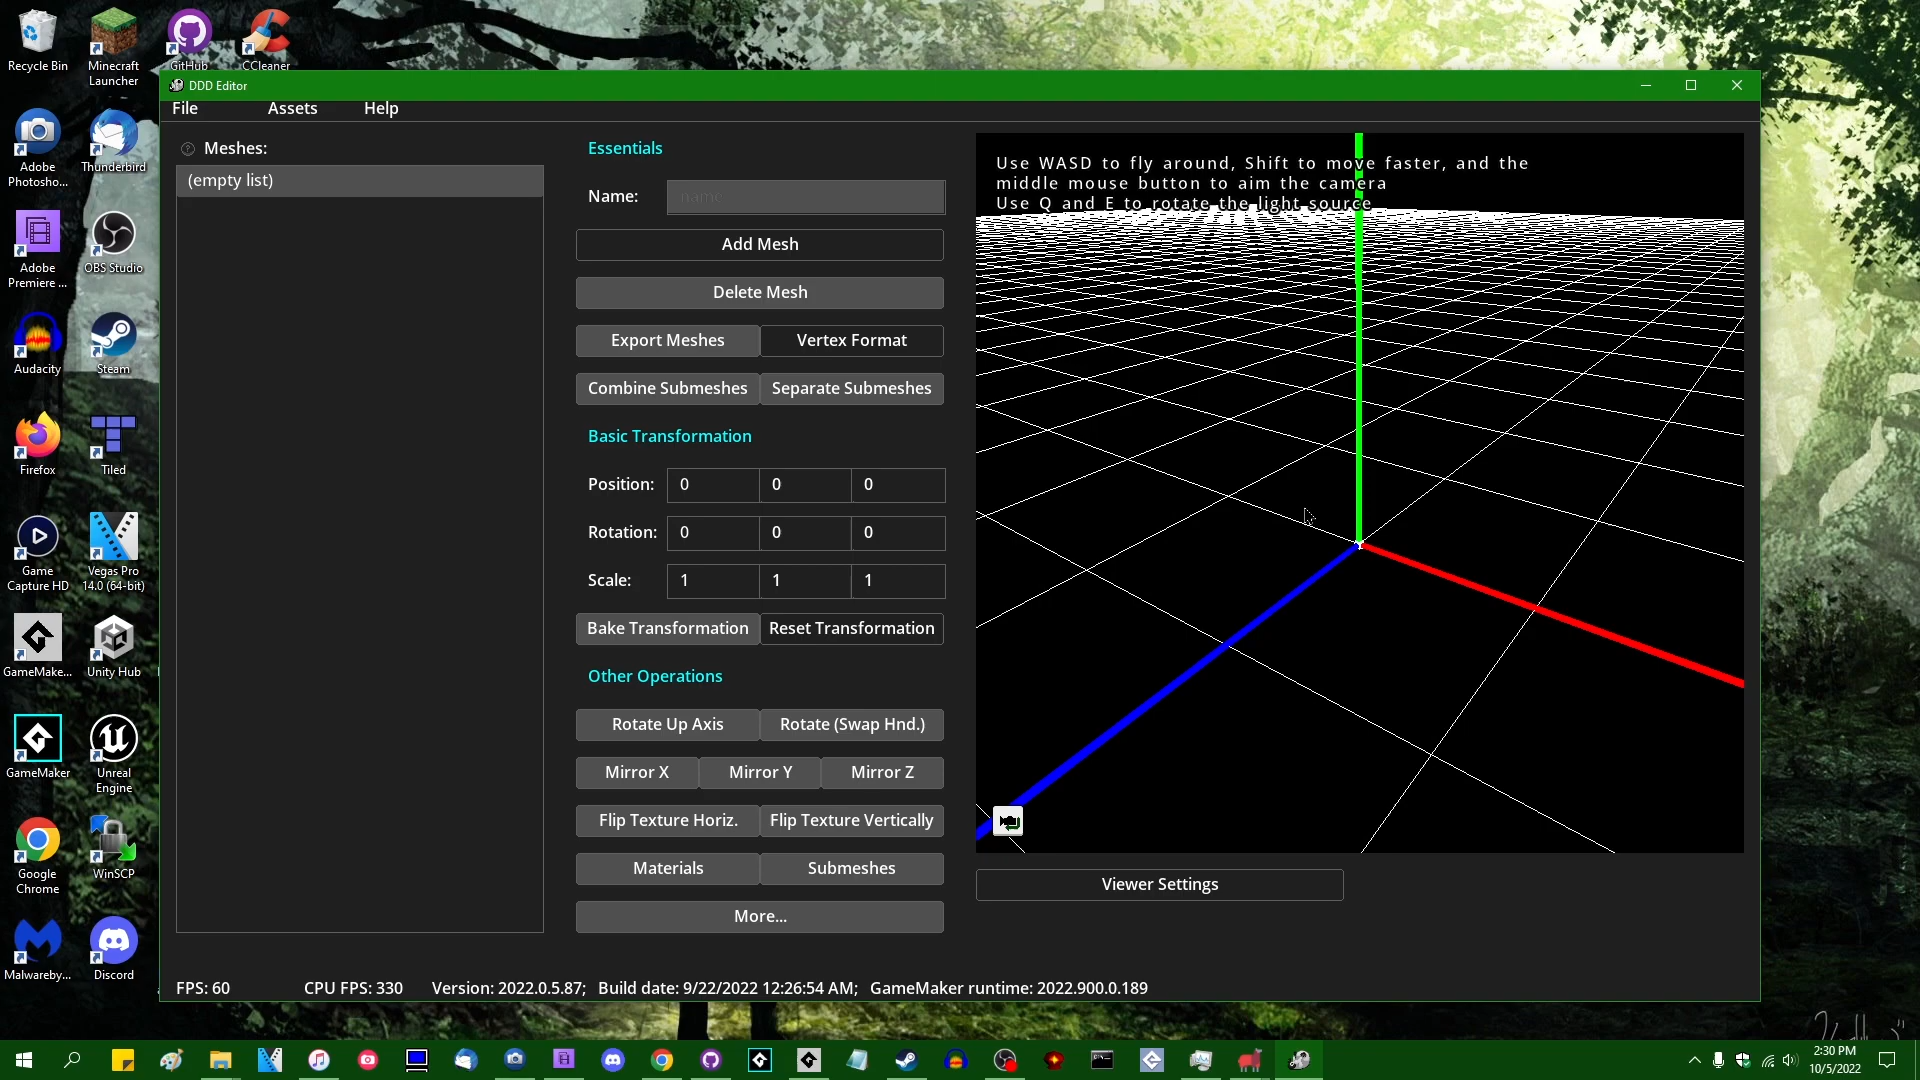 Recycle Bin
Minecraft
Launcher
GitHub
CCleaner
Adobe
Photosho...
Thunderbird
Adobe
Premiere ...
OBS Studio
Audacity
Steam
Firefox
Tiled
Game
Capture HD
Vegas Pro
14.0 (64-bit)
GameMake...
Unity Hub
GameMaker
Unreal
Engine
Google
Chrome
WinSCP
Malwareby...
Discord
DDD Editor
File
Assets
Help
Meshes:
(empty list)
Essentials
Name:
name
Add Mesh
Delete Mesh
Export Meshes
Vertex Format
Combine Submeshes
Separate Submeshes
Basic Transformation
Position:
0
0
0
Rotation:
0
0
0
Scale:
1
1
1
Bake Transformation
Reset Transformation
Other Operations
Rotate Up Axis
Rotate (Swap Hnd.)
Mirror X
Mirror Y
Mirror Z
Flip Texture Horiz.
Flip Texture Vertically
Materials
Submeshes
More...
Use WASD to fly around, Shift to move faster, and the
middle mouse button to aim the camera
Use Q and E to rotate the light source
Viewer Settings
FPS: 60
CPU FPS: 330
Version: 2022.0.5.87; Build date: 9/22/2022 12:26:54 AM; GameMaker runtime: 2022.900.0.189
2:30 PM
10/5/2022